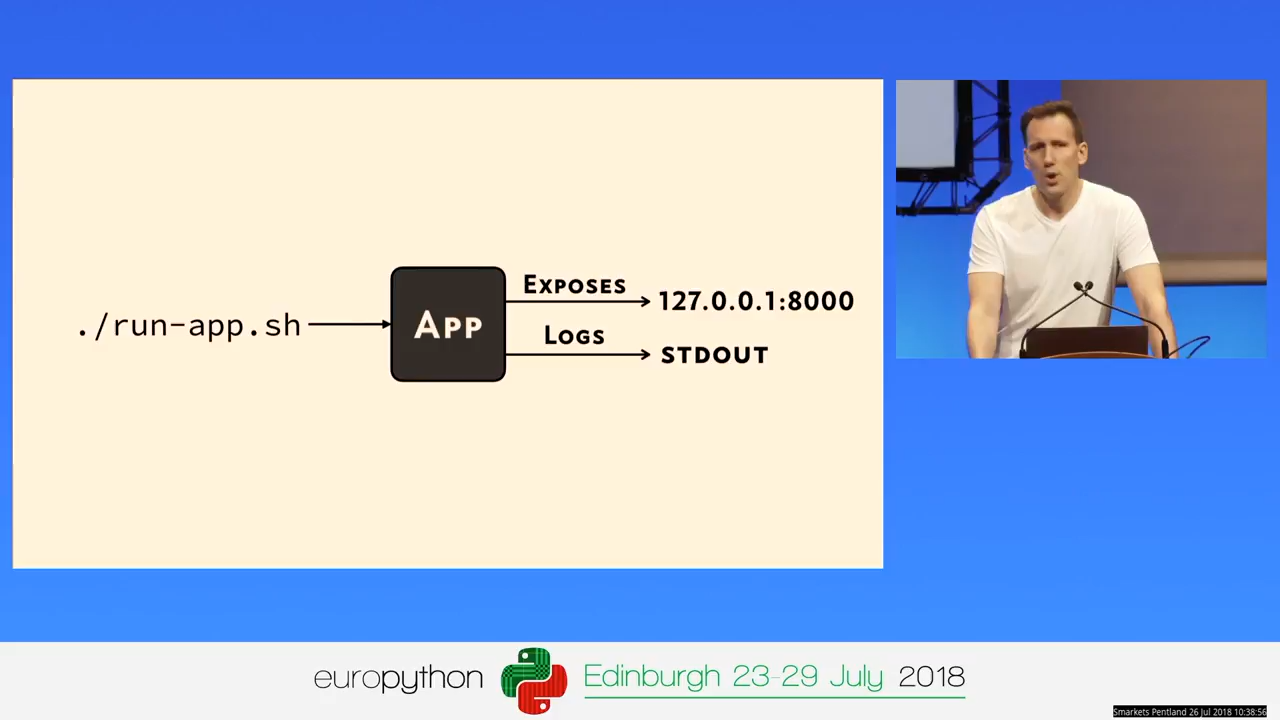 ./run-app.sh
App
Exposes
127.0.0.1:8000
Logs
STDOUT
europython
Edinburgh 23-29 July 2018
Smarkets Pentland 26 Jul 2018 10:38:56